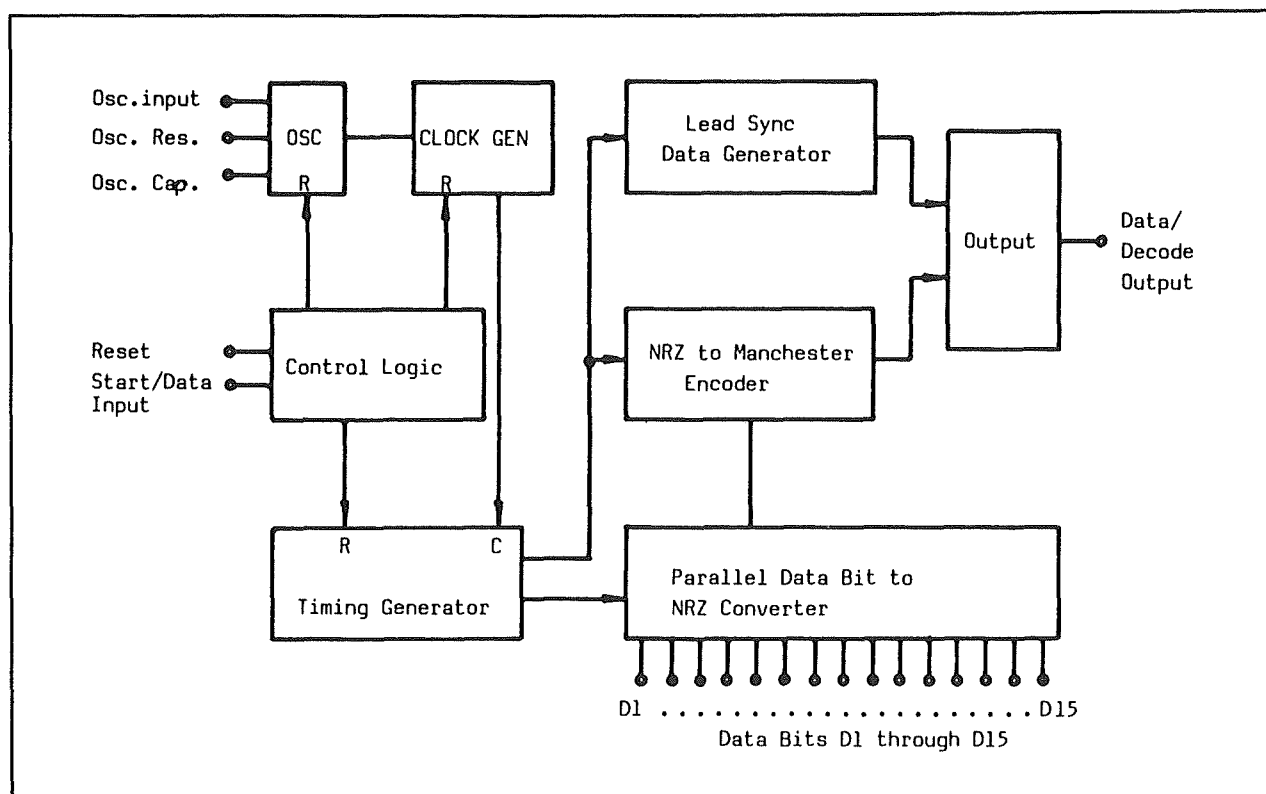 Osc.input
Osc. Res.
Osc. Cap.
OSC
R
CLOCK GEN
R
Lead Sync
Data Generator
Output
Data/
Decode
Output
Reset
Start/Data
Input
Control Logic
NRZ to Manchester
Encoder
R
C
Timing Generator
Parallel Data Bit to
NRZ Converter
D1 . . . . . . . . . . . . . . . . . . . . . . D15
Data Bits D1 through D15